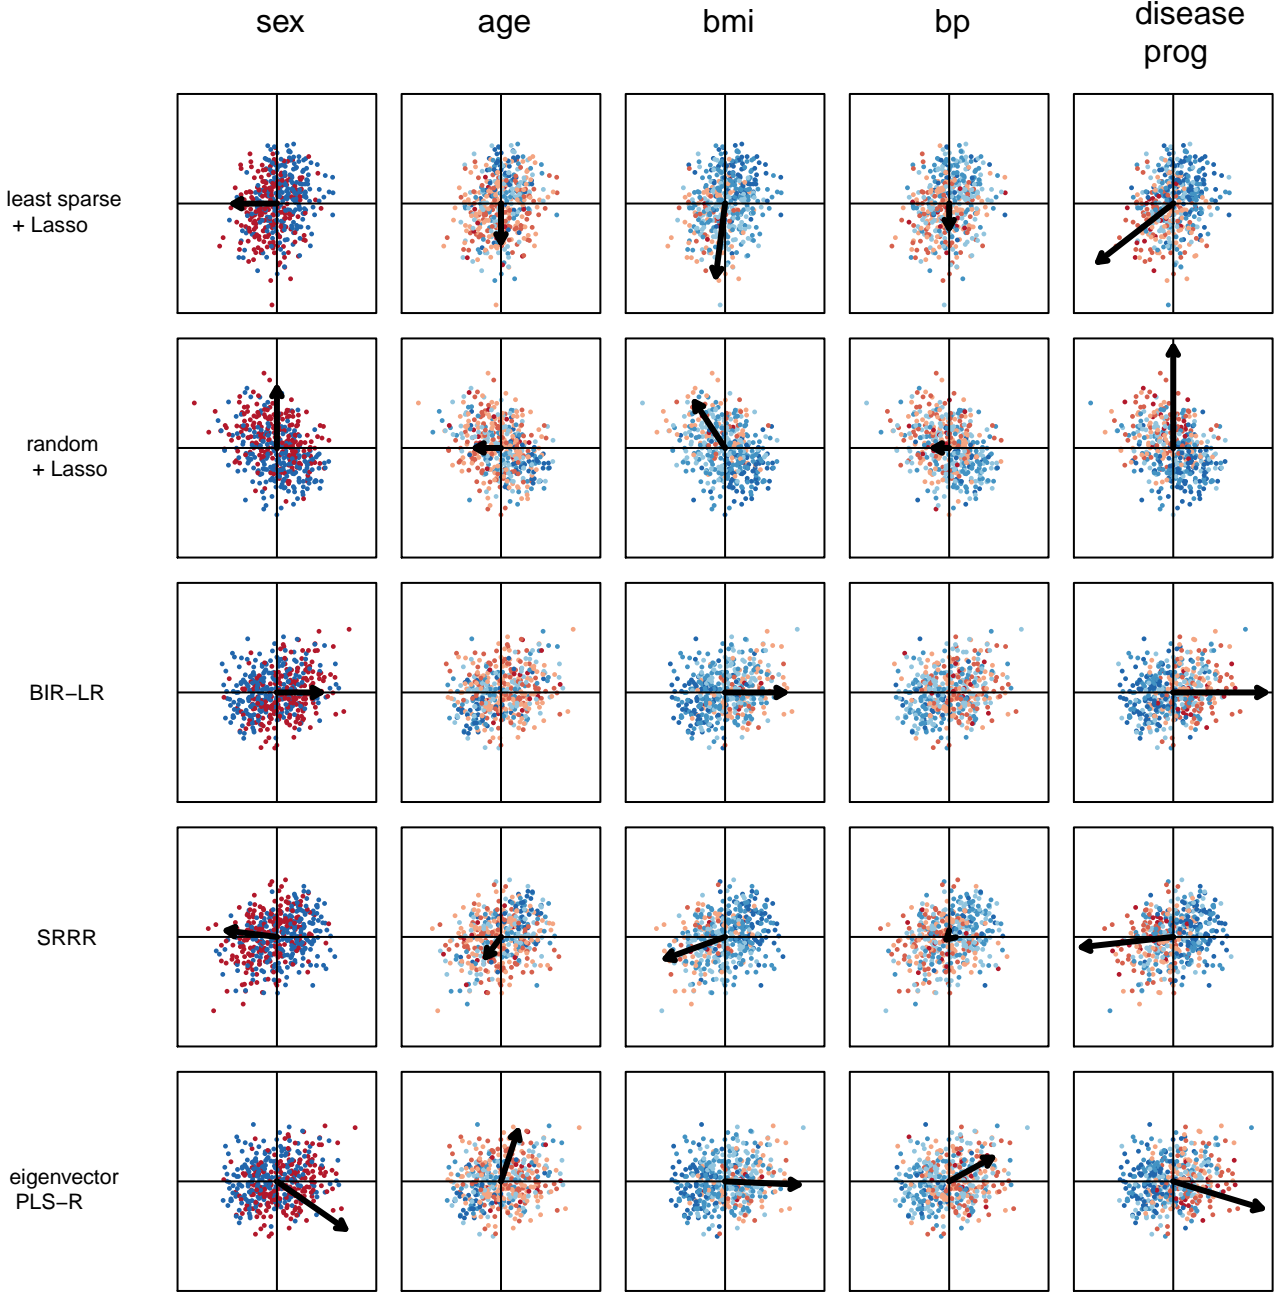 sex
age
bmi
bp
disease
prog
least sparse
+ Lasso
random
+ Lasso
BIR−LR
SRRR
eigenvector
PLS−R